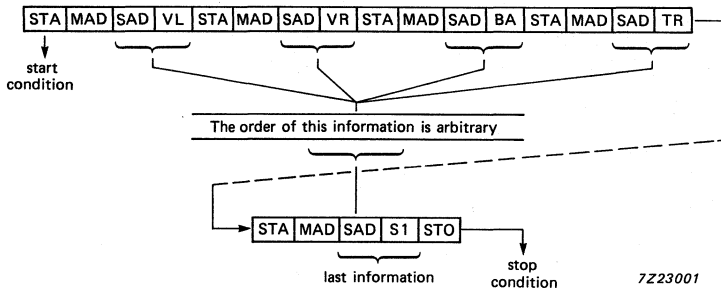 STA MAD SAD VL STA MAD SAD VR STA MAD SAD BA STA MAD SAD TR
start
condition
The order of this information is arbitrary
STA MAD SAD S1 STO
last information
stop
condition
7Z23001